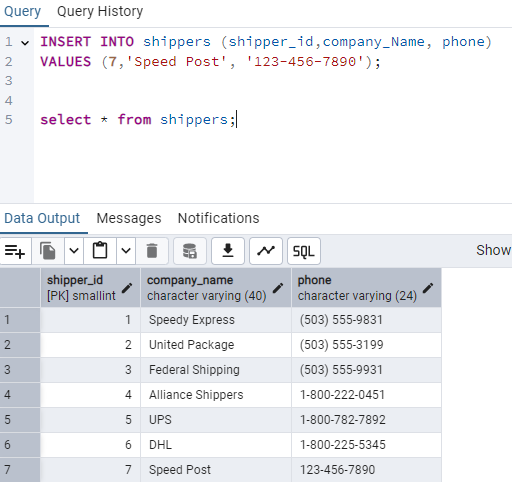 Query Query History
1 INSERT INTO shippers (shipper_id,company_Name, phone)
2 VALUES (7,'Speed Post', '123-456-7890');
3
4
5 select * from shippers;
Data Output Messages Notifications
SQL Show
shipper_id company_name phone
[PK] smallint character varying (40) character varying (24)
1 1 Speedy Express (503) 555-9831
2 2 United Package (503) 555-3199
3 3 Federal Shipping (503) 555-9931
4 4 Alliance Shippers 1-800-222-0451
5 5 UPS 1-800-782-7892
6 6 DHL 1-800-225-5345
7 7 Speed Post 123-456-7890